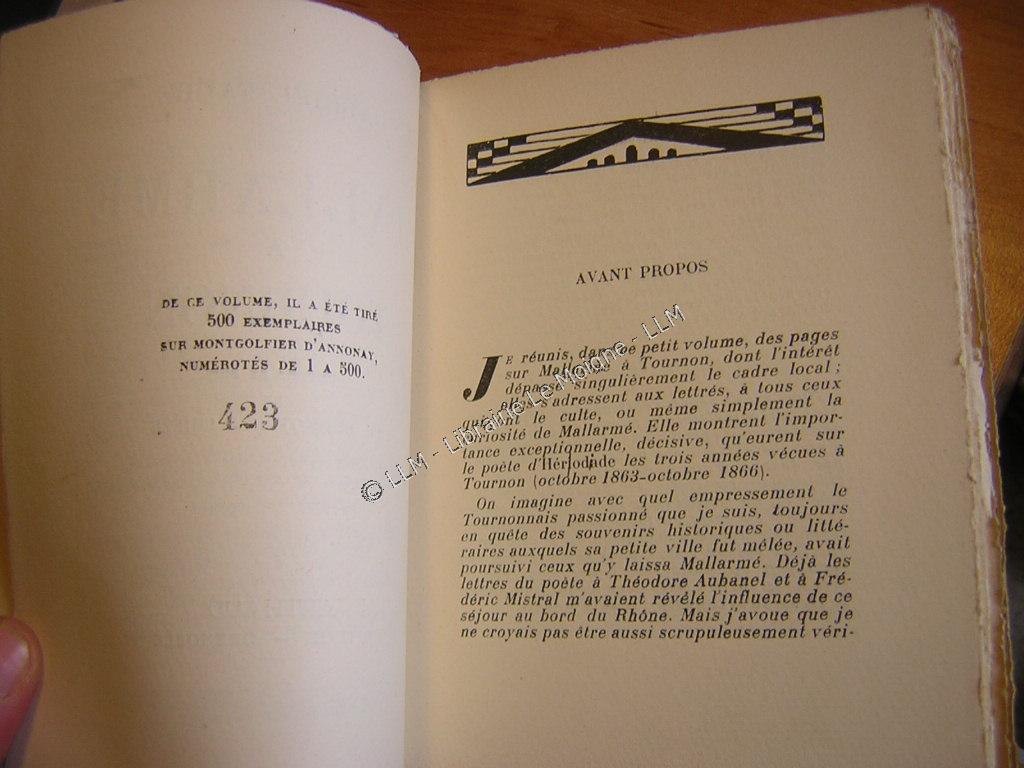 DE CE VOLUME, IL A ÉTÉ TIRÉ
500 EXEMPLAIRES
SUR MONTGOLFIER D'ANNONAY,
NUMÉROTÉS DE 1 A 500.
423
AVANT PROPOS
JE réunis, dans ce petit volume, des pages
sur Mallarmé à Tournon, dont l'intérêt
dépasse singulièrement le cadre local ;
elles s'adressent aux lettrés, à tous ceux
qui ont le culte, ou même simplement la
curiosité de Mallarmé. Elle montrent l'impor-
tance exceptionnelle, décisive, qu'eurent sur
le poète d'Hérodiade les trois années vécues à
Tournon (octobre 1863-octobre 1866).
On imagine avec quel empressement le
Tournonnais passionné que je suis, toujours
en quête des souvenirs historiques ou litté-
raires auxquels sa petite ville fut mêlée, avait
poursuivi ceux qu'y laissa Mallarmé. Déjà les
lettres du poète à Théodore Aubanel et à Fré-
déric Mistral m'avaient révélé l'influence de ce
séjour au bord du Rhône. Mais j'avoue que je
ne croyais pas être aussi scrupuleusement véri-
© LLM - Librairie Le Moigne - LLM